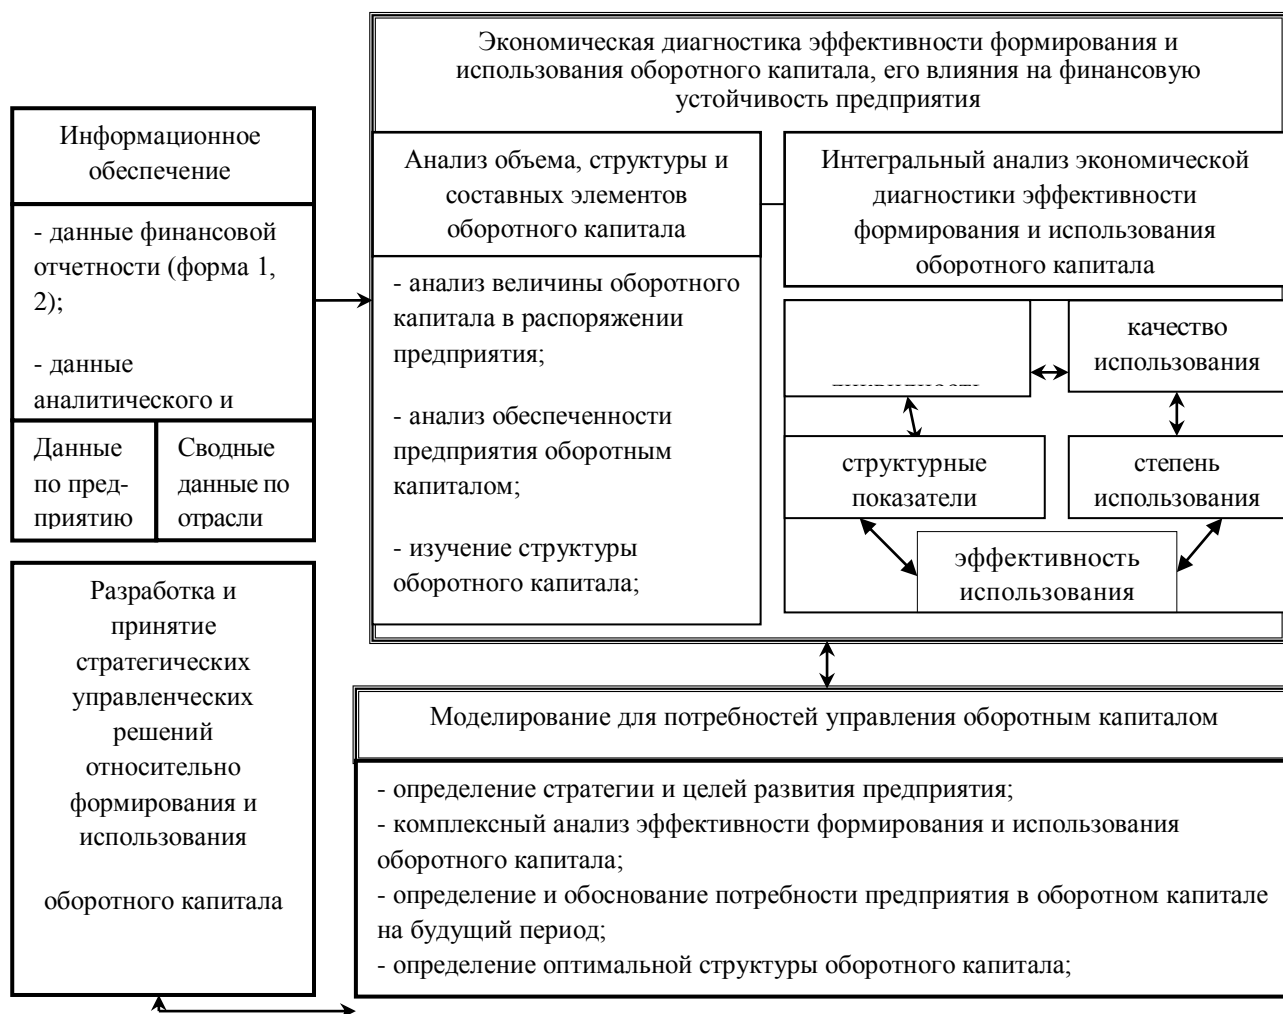 Экономическая диагностика эффективности формирования и
использования оборотного капитала, его влияния на финансовую
устойчивость предприятия
Информационное
обеспечение
- данные финансовой
отчетности (форма 1,
2);
- данные
аналитического и
Данные
по пред-
приятию
Сводные
данные по
отрасли
Анализ объема, структуры и
составных элементов
оборотного капитала
- анализ величины оборотного
капитала в распоряжении
предприятия;
- анализ обеспеченности
предприятия оборотным
капиталом;
- изучение структуры
оборотного капитала;
Интегральный анализ экономической
диагностики эффективности
формирования и использования
оборотного капитала
качество
использования
структурные
показатели
степень
использования
эффективность
использования
Разработка и
принятие
стратегических
управленческих
решений
относительно
формирования и
использования
оборотного капитала
Моделирование для потребностей управления оборотным капиталом
- определение стратегии и целей развития предприятия;
- комплексный анализ эффективности формирования и использования
оборотного капитала;
- определение и обоснование потребности предприятия в оборотном капитале
на будущий период;
- определение оптимальной структуры оборотного капитала;